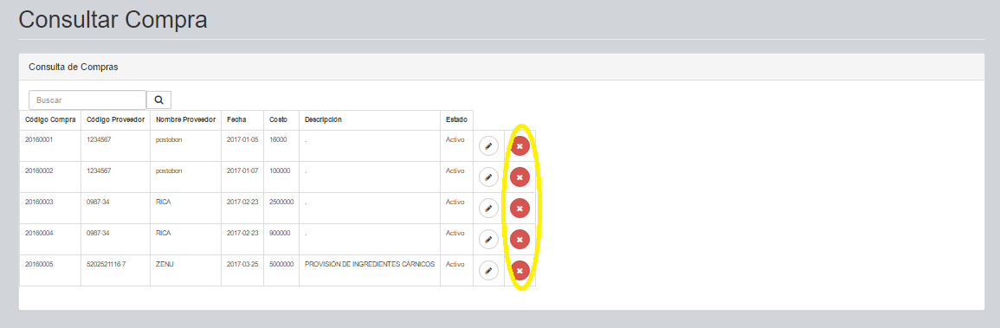 Consultar Compra
Consulta de Compras
Buscar
Código Compra Código Proveedor Nombre Proveedor Fecha Costo Descripción Estado
20160001 1234567 postobon 2017-01-05 16000 . Activo
20160002 1234567 postobon 2017-01-07 100000 . Activo
20160003 0987-34 RICA 2017-02-23 2500000 . Activo
20160004 0987-34 RICA 2017-02-23 900000 . Activo
20160005 5202521116-7 ZENU 2017-03-25 5000000 PROVISIÓN DE INGREDIENTES CÁRNICOS Activo